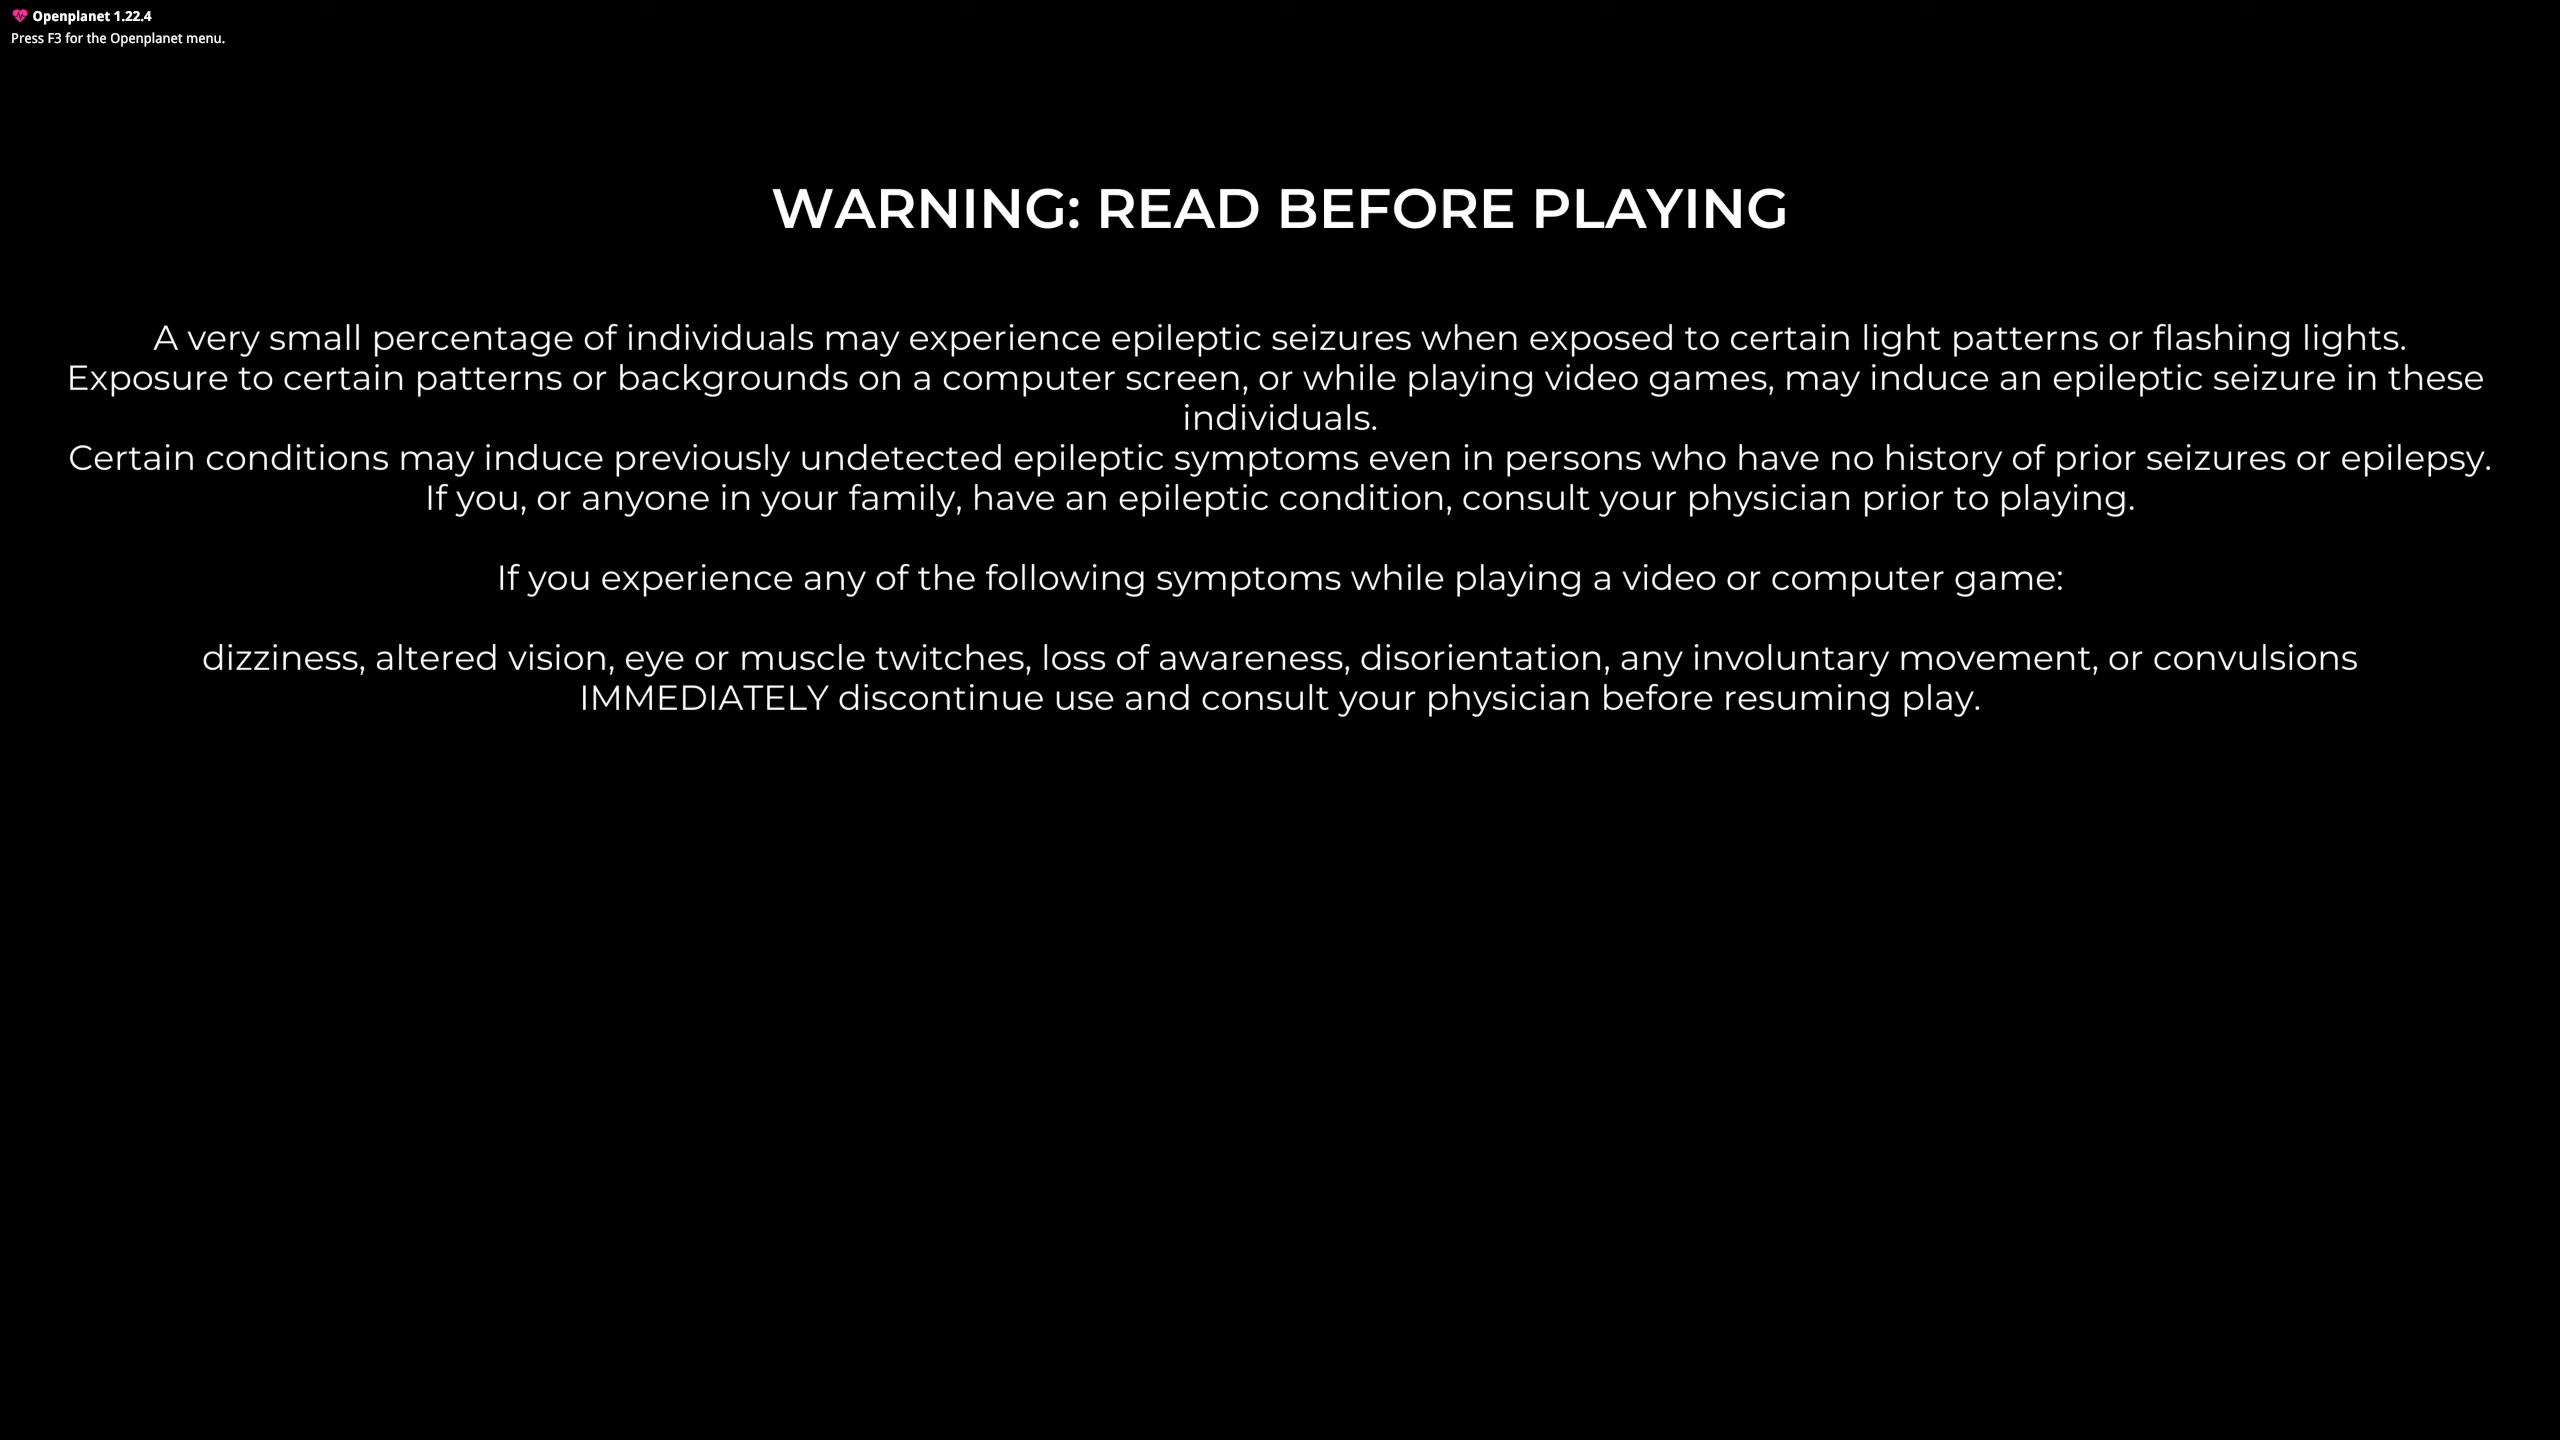 Openplanet 1.22.4
Press F3 for the Openplanet menu.
WARNING: READ BEFORE PLAYING
A very small percentage of individuals may experience epileptic seizures when exposed to certain light patterns or flashing lights.
Exposure to certain patterns or backgrounds on a computer screen, or while playing video games, may induce an epileptic seizure in these
individuals.
Certain conditions may induce previously undetected epileptic symptoms even in persons who have no history of prior seizures or epilepsy.
If you, or anyone in your family, have an epileptic condition, consult your physician prior to playing.
If you experience any of the following symptoms while playing a video or computer game:
dizziness, altered vision, eye or muscle twitches, loss of awareness, disorientation, any involuntary movement, or convulsions
IMMEDIATELY discontinue use and consult your physician before resuming play.